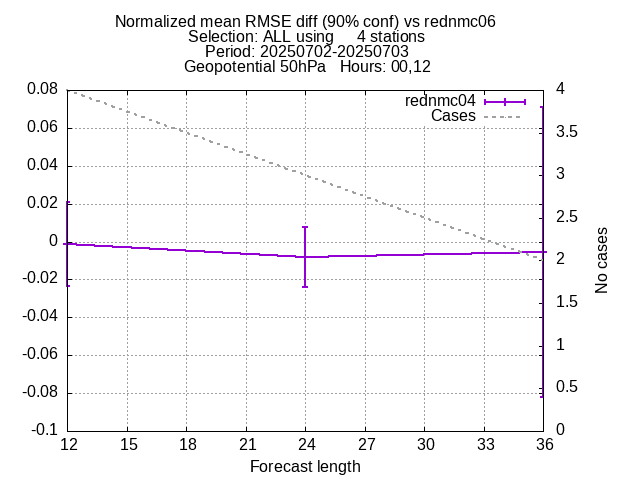 Normalized mean RMSE diff (90% conf) vs rednmc06
Selection: ALL using     4 stations
Period: 20250702-20250703
Geopotential 50hPa   Hours: 00,12
rednmc04
Cases
0.08
0.06
0.04
0.02
0
-0.02
-0.04
-0.06
-0.08
-0.1
4
3.5
3
2.5
2
1.5
1
0.5
0
No cases
12 15 18 21 24 27 30 33 36
Forecast length